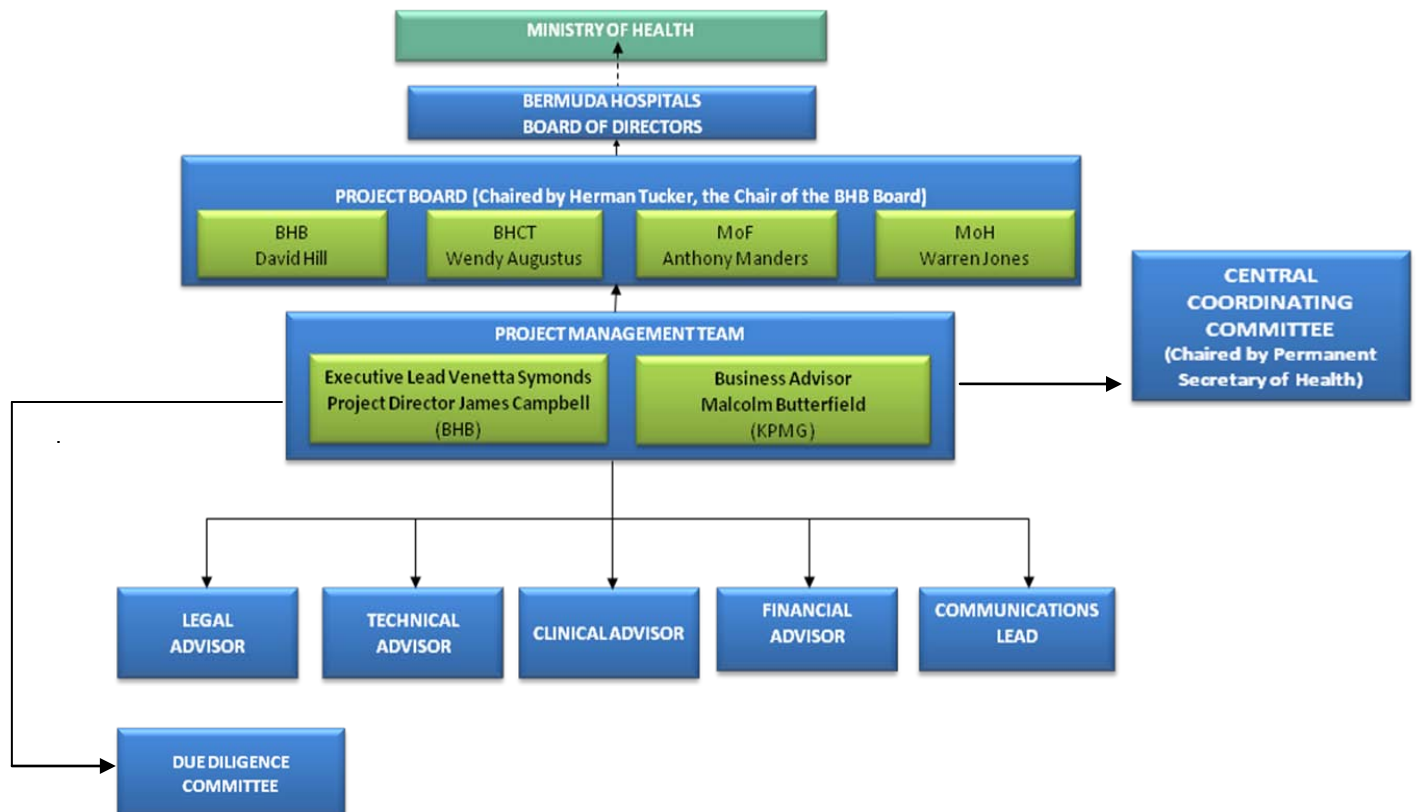 MINISTRY OF HEALTH
BERMUDA HOSPITALS
BOARD OF DIRECTORS
PROJECT BOARD (Chaired by Herman Tucker, the Chair of the BHB Board)
BHB
David Hill
BHCT
Wendy Augustus
MoF
Anthony Manders
MoH
Warren Jones
CENTRAL
COORDINATING
COMMITTEE
(Chaired by Permanent
Secretary of Health)
PROJECT MANAGEMENT TEAM
Executive Lead Venetta Symonds
Project Director James Campbell
(BHB)
Business Advisor
Malcolm Butterfield
(KPMG)
.
LEGAL
ADVISOR
TECHNICAL
ADVISOR
CLINICAL ADVISOR
FINANCIAL
ADVISOR
COMMUNICATIONS
LEAD
DUE DILIGENCE
COMMITTEE